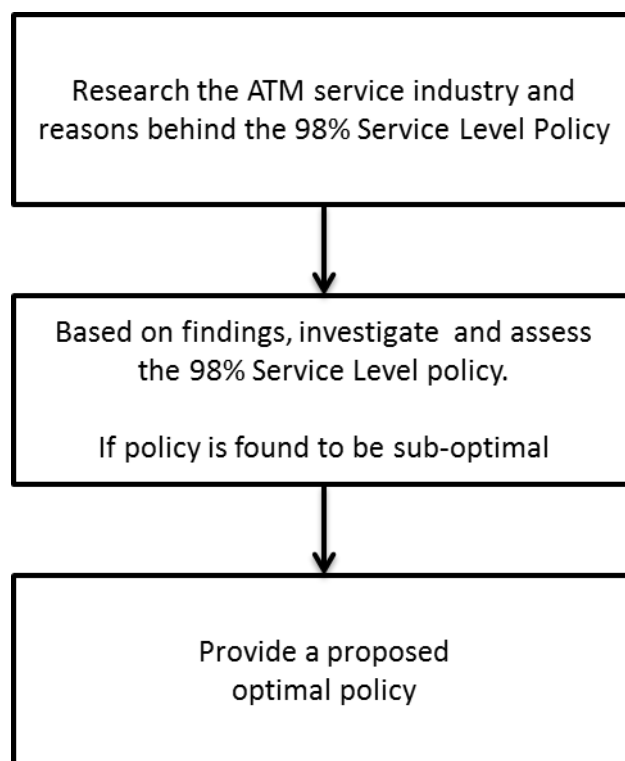 Research the ATM service industry and
reasons behind the 98% Service Level Policy
Based on findings, investigate and assess
the 98% Service Level policy.
If policy is found to be sub-optimal
Provide a proposed
optimal policy